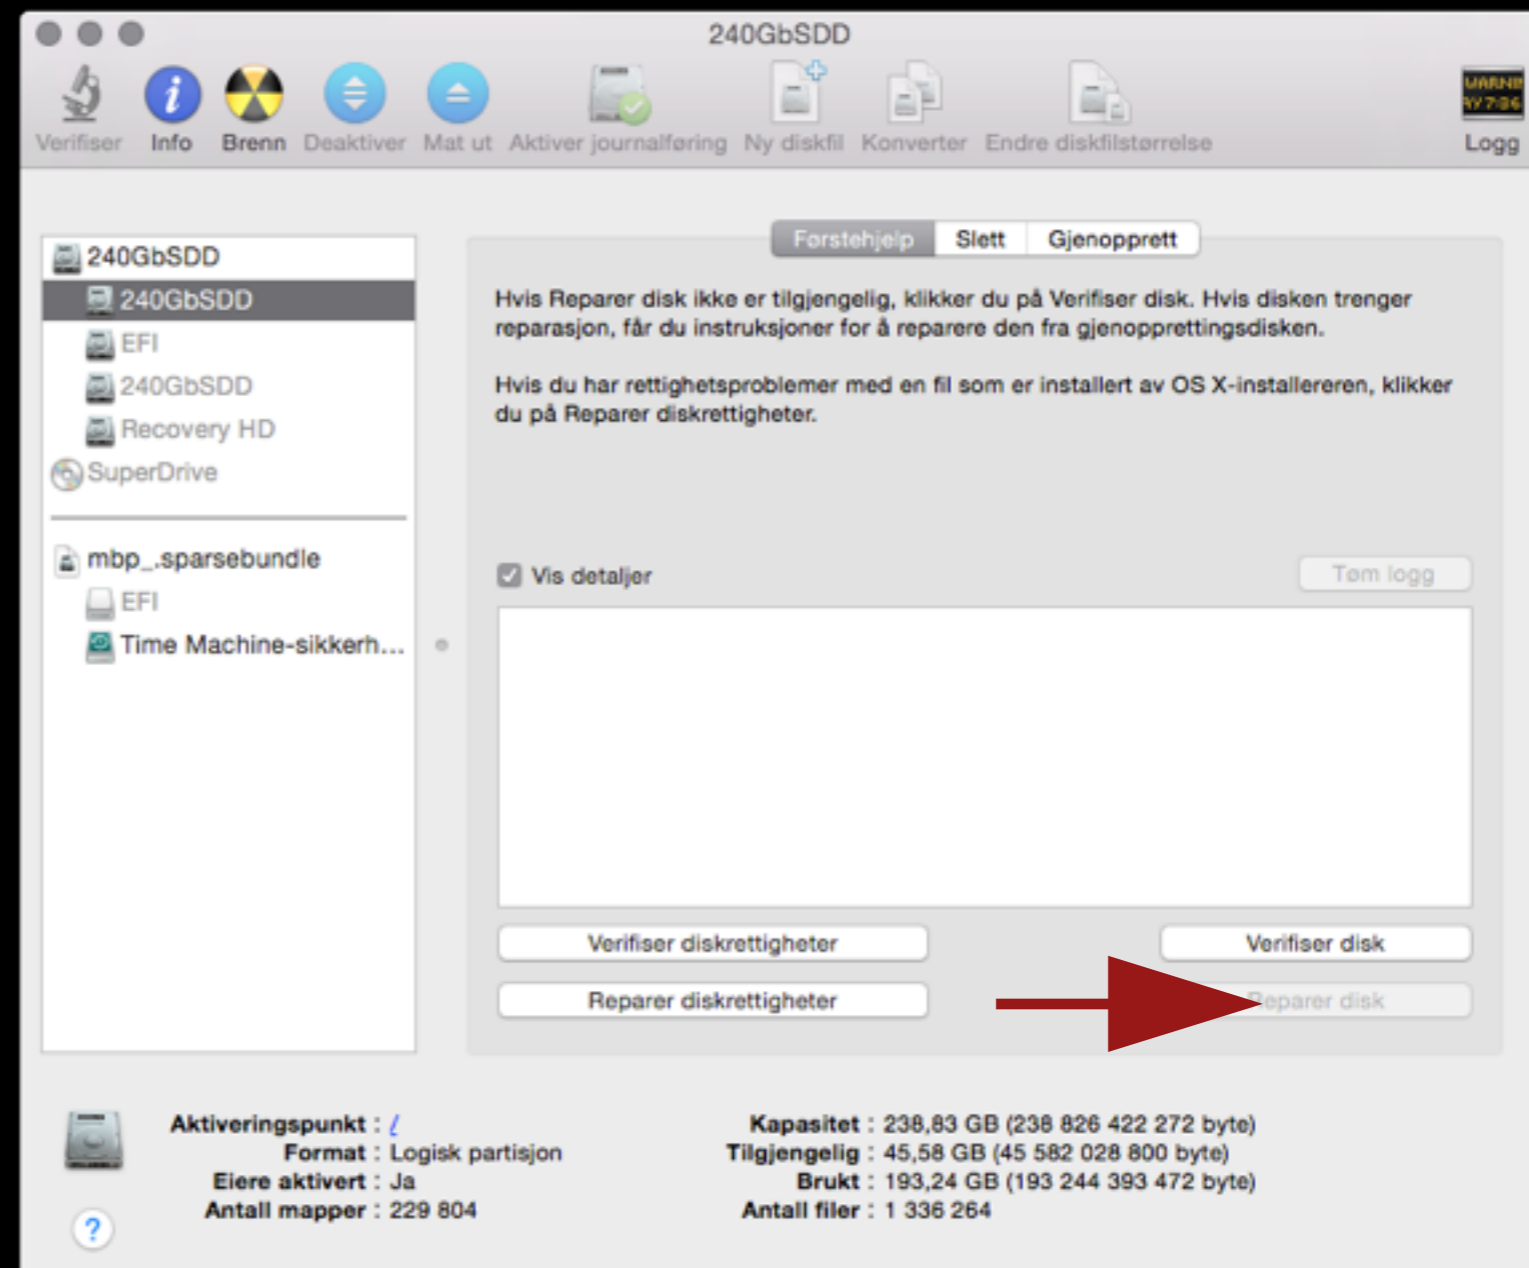 240GbSDD
Verifiser Info Brenn Deaktiver Mat ut Aktiver journalføring Ny diskfil Konverter Endre diskfilstørrelse Logg
240GbSDD
240GbSDD
EFI
240GbSDD
Recovery HD
SuperDrive
mbp_.sparsebundle
EFI
Time Machine-sikkerh...
Førstehjelp Slett Gjenopprett
Hvis Reparer disk ikke er tilgjengelig, klikker du på Verifiser disk. Hvis disken trenger
reparasjon, får du instruksjoner for å reparere den fra gjenopprettingsdisken.
Hvis du har rettighetsproblemer med en fil som er installert av OS X-installereren, klikker
du på Reparer diskrettigheter.
Vis detaljer Tøm logg
Verifiser diskrettigheter Verifiser disk
Reparer diskrettigheter Reparer disk
Aktiveringspunkt : /
Format : Logisk partisjon
Eiere aktivert : Ja
Antall mapper : 229 804
Kapasitet : 238,83 GB (238 826 422 272 byte)
Tilgjengelig : 45,58 GB (45 582 028 800 byte)
Brukt : 193,24 GB (193 244 393 472 byte)
Antall filer : 1 336 264
?